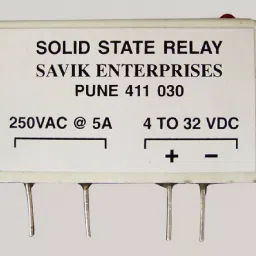 SOLID STATE RELAY
SAVIK ENTERPRISES
PUNE 411 030
250VAC @ 5A 4 TO 32 VDC
+ −